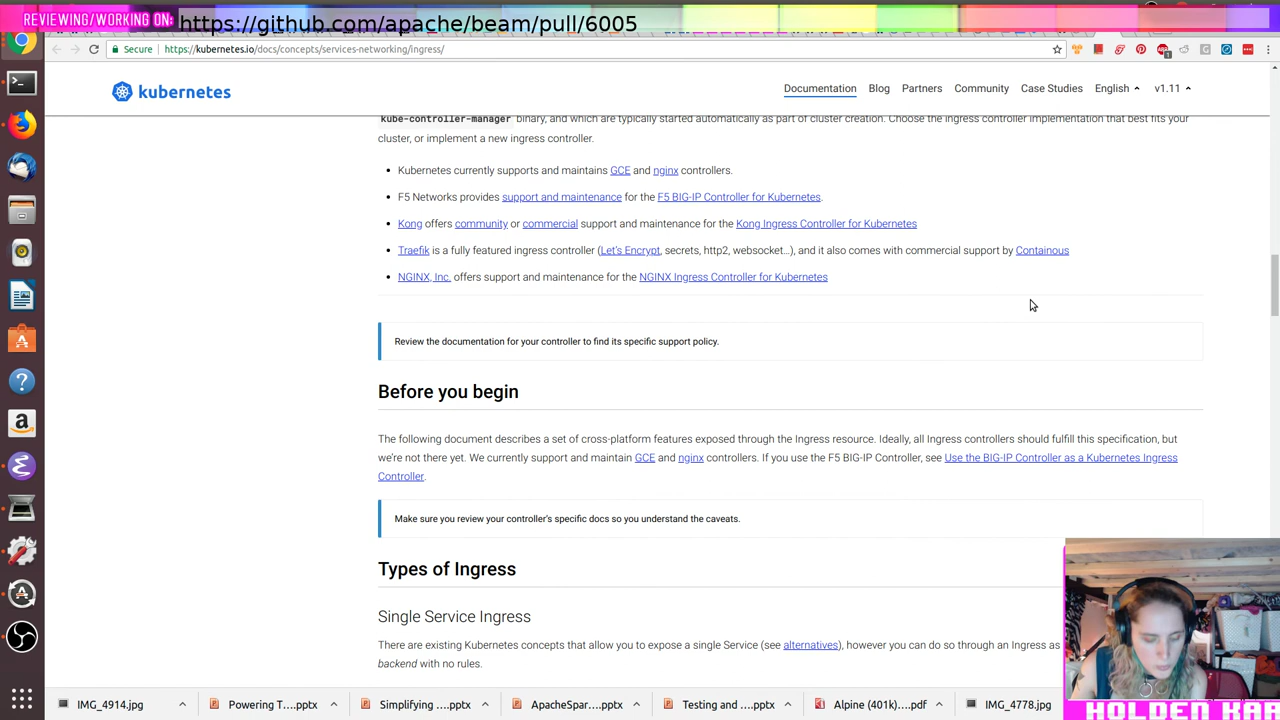 REVIEWING/WORKING ON: https://github.com/apache/beam/pull/6005
Secure https://kubernetes.io/docs/concepts/services-networking/ingress/
kubernetes
Documentation Blog Partners Community Case Studies English v1.11
kube-controller-manager binary, and which are typically started automatically as part of cluster creation. Choose the ingress controller implementation that best fits your
cluster, or implement a new ingress controller.
• Kubernetes currently supports and maintains GCE and nginx controllers.
• F5 Networks provides support and maintenance for the F5 BIG-IP Controller for Kubernetes.
• Kong offers community or commercial support and maintenance for the Kong Ingress Controller for Kubernetes
• Traefik is a fully featured ingress controller (Let's Encrypt, secrets, http2, websocket…), and it also comes with commercial support by Containous
• NGINX, Inc. offers support and maintenance for the NGINX Ingress Controller for Kubernetes
Review the documentation for your controller to find its specific support policy.
Before you begin
The following document describes a set of cross-platform features exposed through the Ingress resource. Ideally, all Ingress controllers should fulfill this specification, but
we're not there yet. We currently support and maintain GCE and nginx controllers. If you use the F5 BIG-IP Controller, see Use the BIG-IP Controller as a Kubernetes Ingress
Controller.
Make sure you review your controller's specific docs so you understand the caveats.
Types of Ingress
Single Service Ingress
There are existing Kubernetes concepts that allow you to expose a single Service (see alternatives), however you can do so through an Ingress as
backend with no rules.
IMG_4914.jpg
Powering T....pptx
Simplifying ....pptx
ApacheSpar....pptx
Testing and ....pptx
Alpine (401k)....pdf
IMG_4778.jpg
HOLDEN KAR